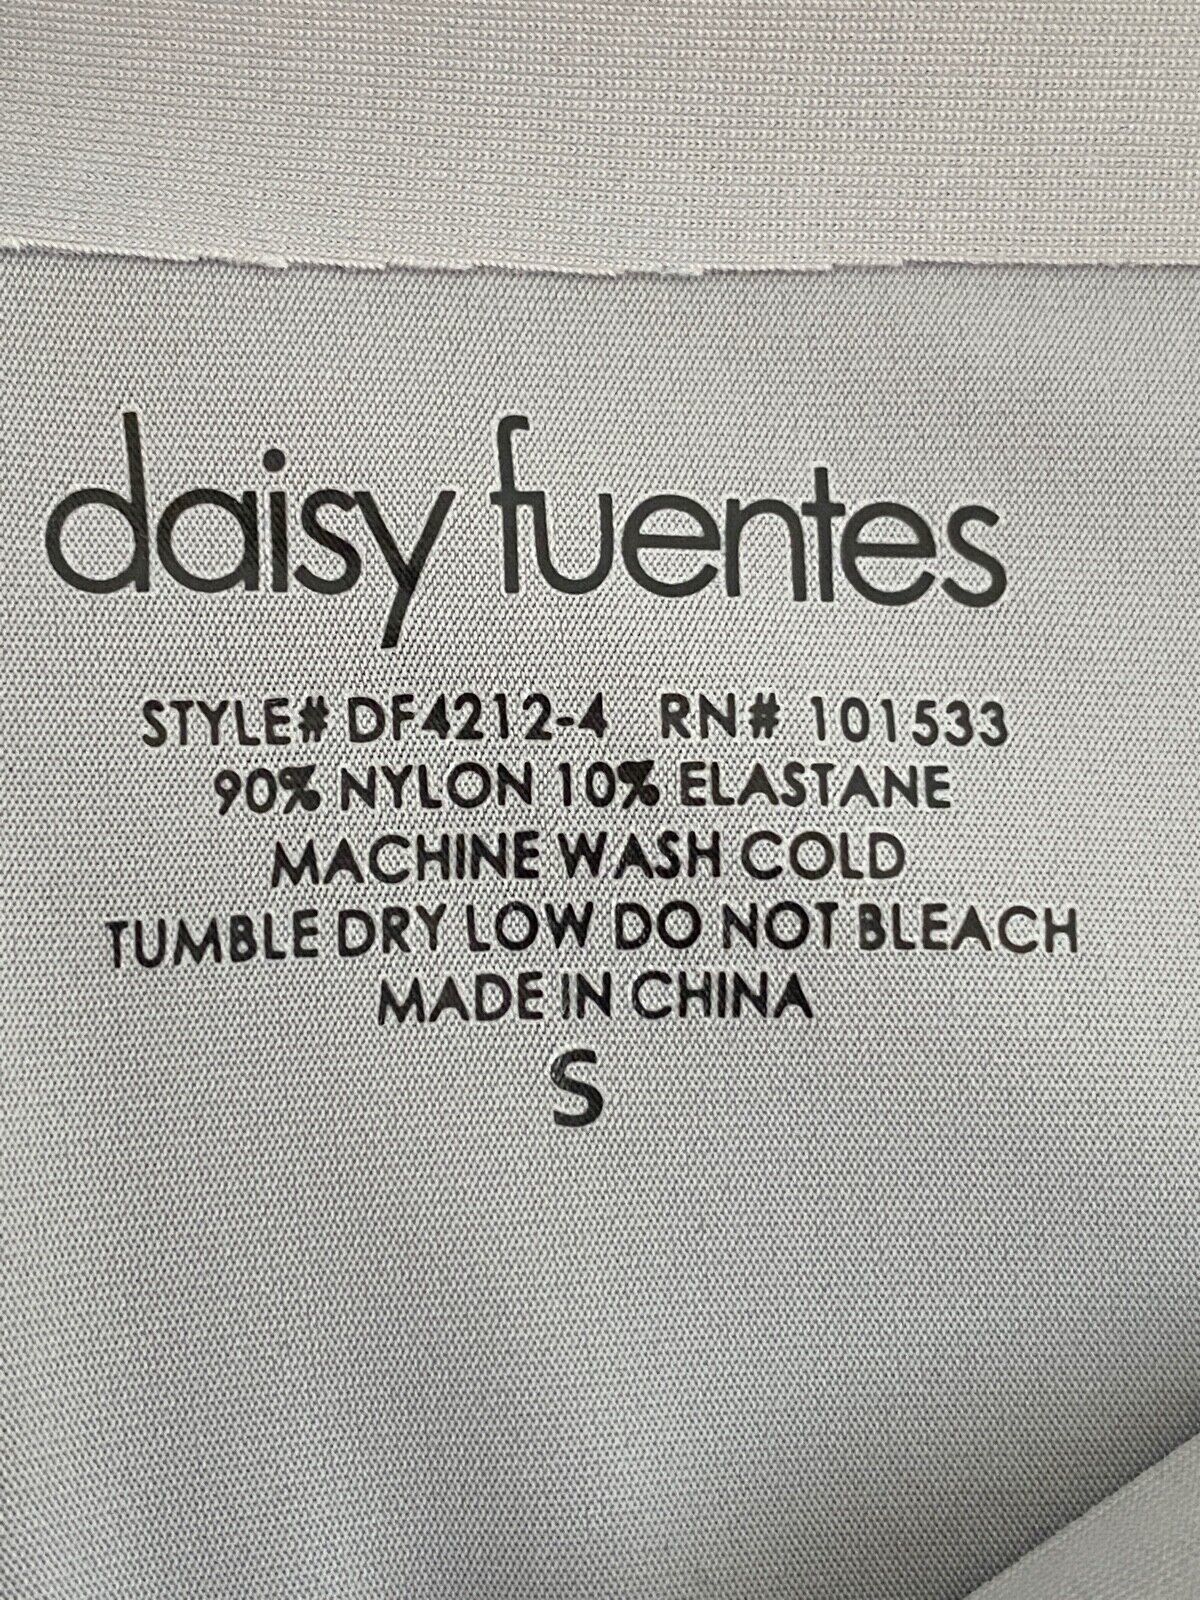 daisy fuentes
STYLE# DF4212-4 RN# 101533
90% NYLON 10% ELASTANE
MACHINE WASH COLD
TUMBLE DRY LOW DO NOT BLEACH
MADE IN CHINA
S